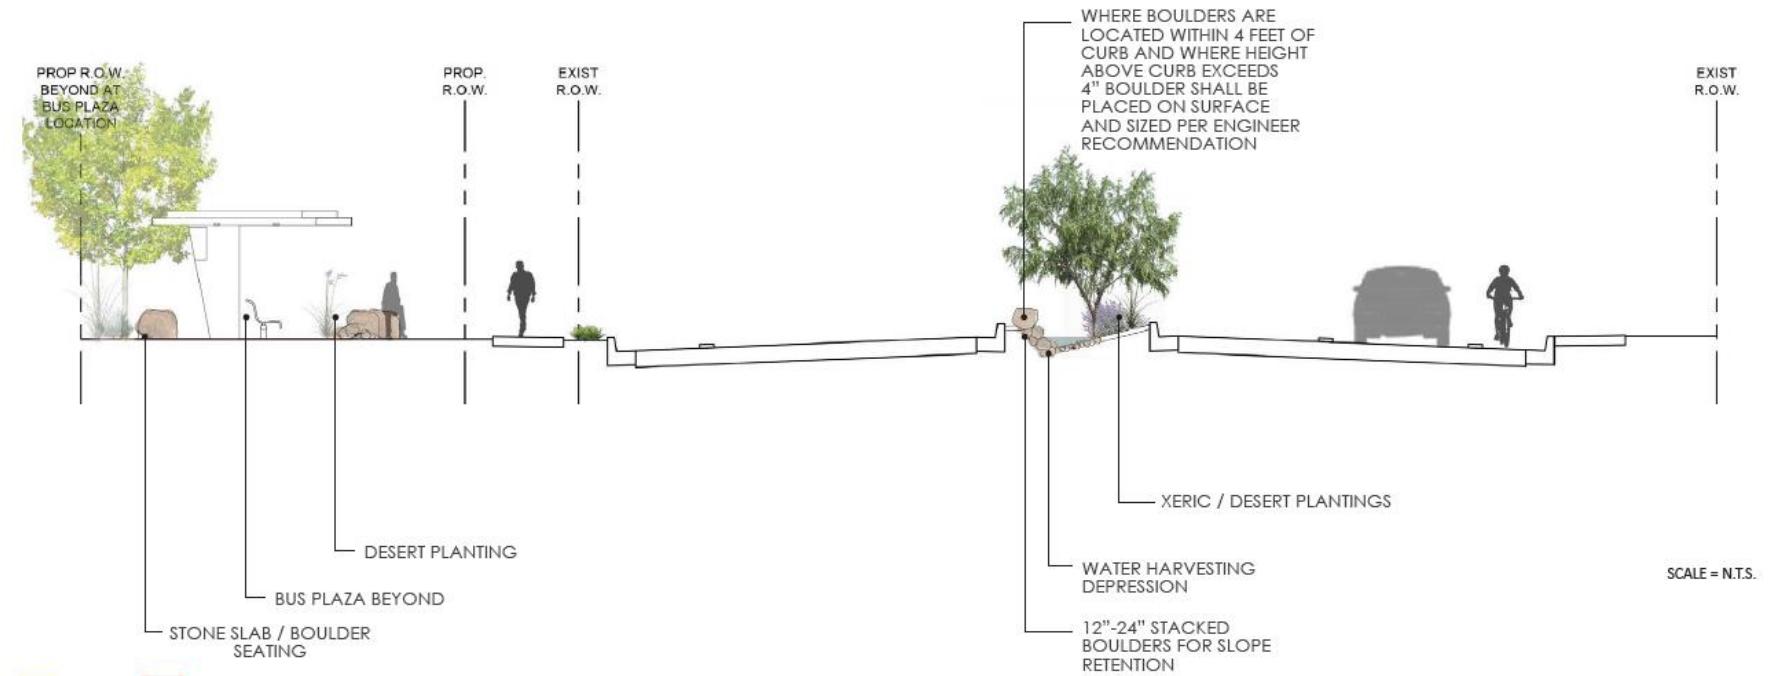 WHERE BOULDERS ARE
LOCATED WITHIN 4 FEET OF
CURB AND WHERE HEIGHT
ABOVE CURB EXCEEDS
4" BOULDER SHALL BE
PLACED ON SURFACE
AND SIZED PER ENGINEER
RECOMMENDATION
PROP R.O.W.
BEYOND AT
BUS PLAZA
LOCATION
PROP.
R.O.W.
EXIST
R.O.W.
EXIST
R.O.W.
XERIC / DESERT PLANTINGS
DESERT PLANTING
WATER HARVESTING
DEPRESSION
SCALE = N.T.S.
BUS PLAZA BEYOND
STONE SLAB / BOULDER
SEATING
12"-24" STACKED
BOULDERS FOR SLOPE
RETENTION